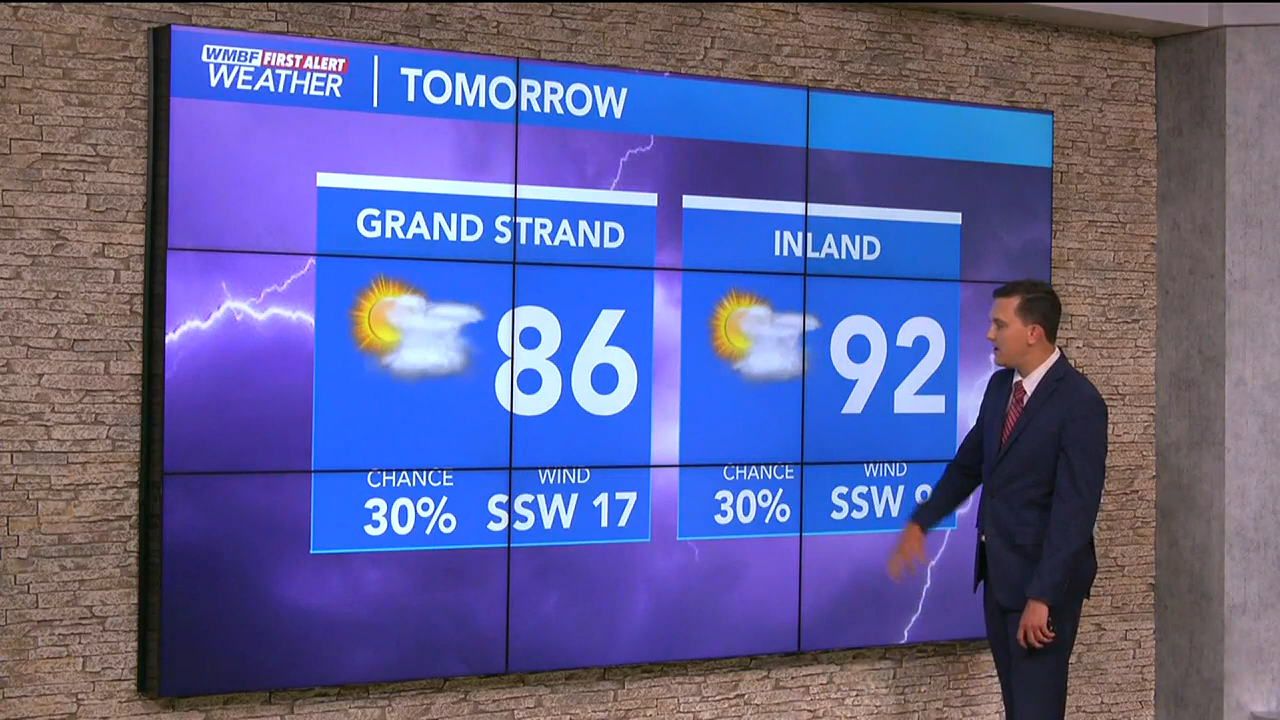 WMBF FIRST ALERT
WEATHER
TOMORROW
GRAND STRAND
86
CHANCE
WIND
30%
SSW 17
INLAND
92
CHANCE
WIND
30%
SSW 9